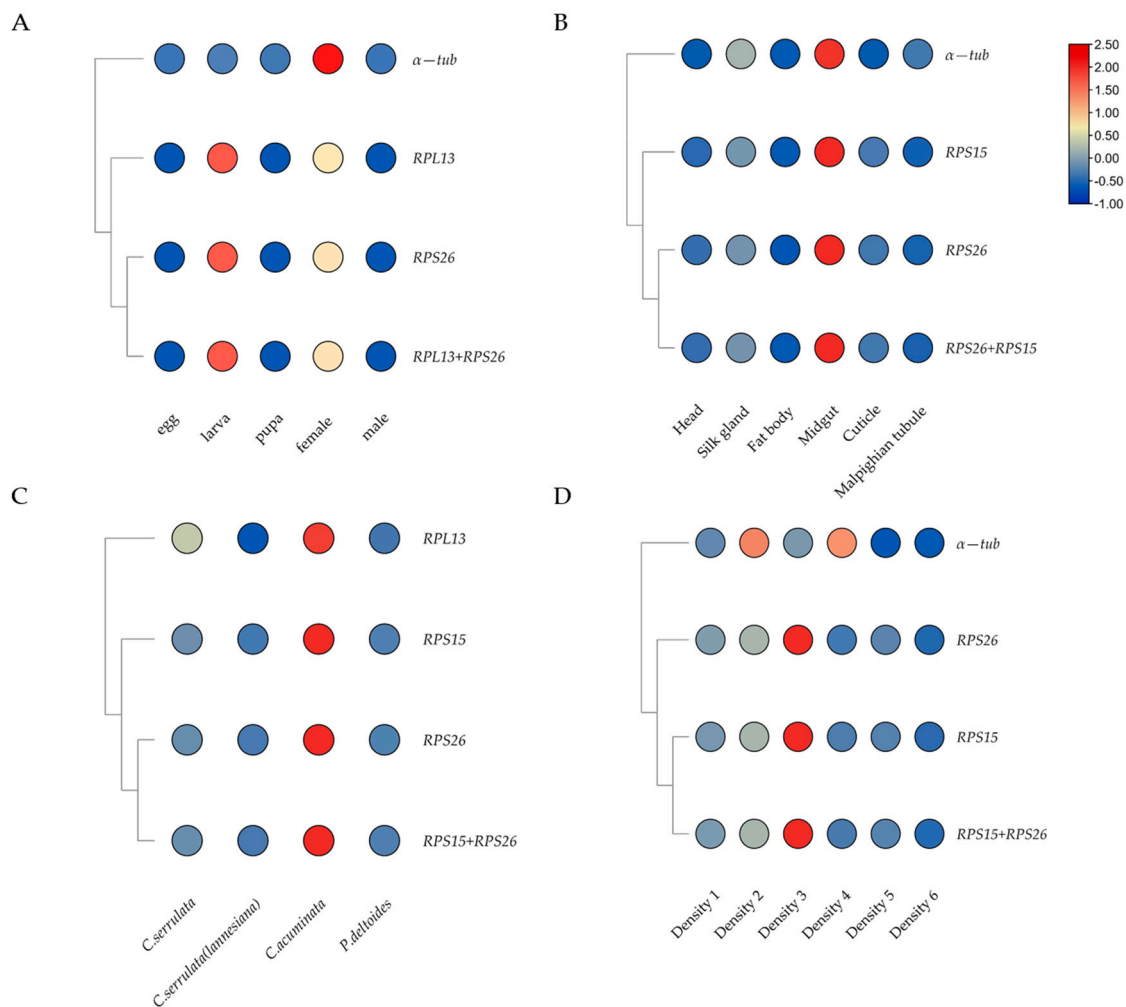 A
α−tub
RPL13
RPS26
RPL13+RPS26
egg
larva
pupa
female
male
B
α−tub
RPS15
RPS26
RPS26+RPS15
Head
Silk gland
Fat body
Midgut
Cuticle
Malpighian tubule
2.50
2.00
1.50
1.00
0.50
0.00
-0.50
-1.00
C
RPL13
RPS15
RPS26
RPS15+RPS26
C.serrulata
C.serrulata(lannesiana)
C.acuminata
P.deltoides
D
α−tub
RPS26
RPS15
RPS15+RPS26
Density 1
Density 2
Density 3
Density 4
Density 5
Density 6